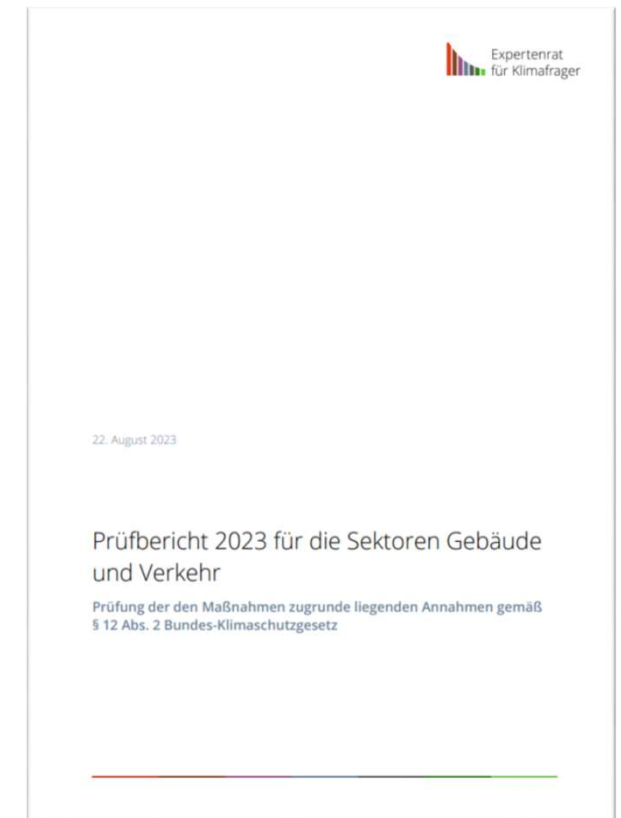 Expertenrat
für Klimafrager
22. August 2023
Prüfbericht 2023 für die Sektoren Gebäude
und Verkehr
Prüfung der den Maßnahmen zugrunde liegenden Annahmen gemäß
§ 12 Abs. 2 Bundes-Klimaschutzgesetz